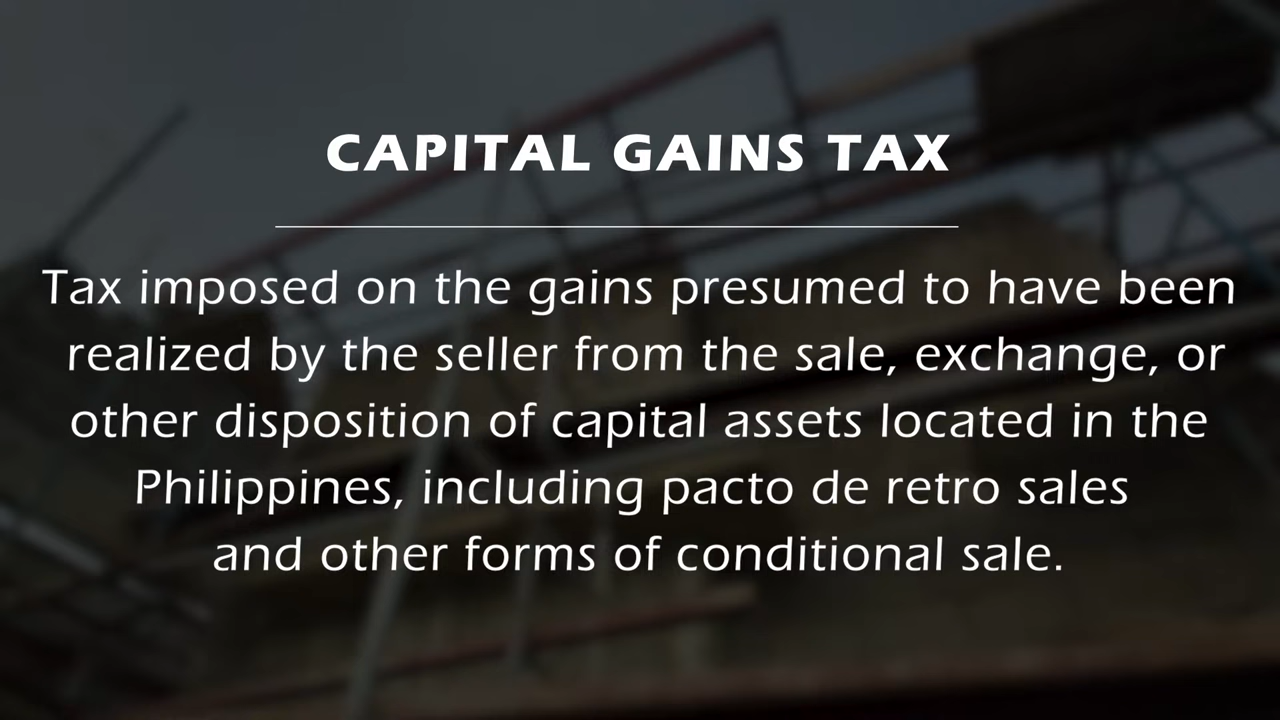 CAPITAL GAINS TAX
Tax imposed on the gains presumed to have been
realized by the seller from the sale, exchange, or
other disposition of capital assets located in the
Philippines, including pacto de retro sales
and other forms of conditional sale.